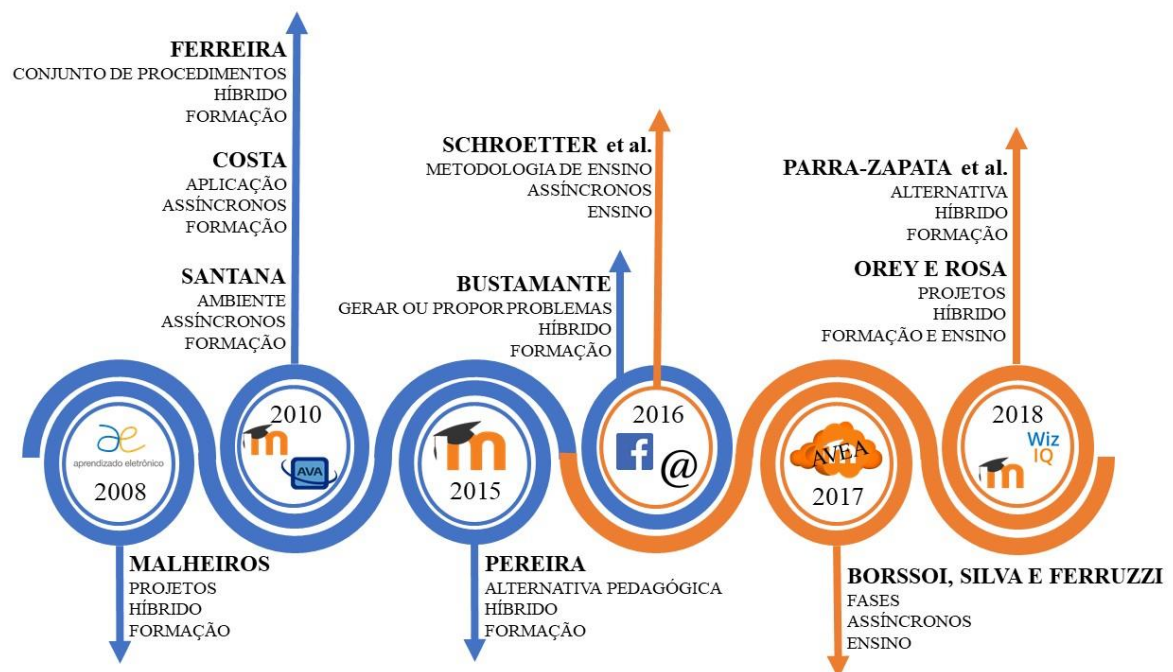 FERREIRA
CONJUNTO DE PROCEDIMENTOS
HÍBRIDO
FORMAÇÃO
COSTA
APLICAÇÃO
ASSÍNCRONOS
FORMAÇÃO
SANTANA
AMBIENTE
ASSÍNCRONOS
FORMAÇÃO
SCHROETTER et al.
METODOLOGIA DE ENSINO
ASSÍNCRONOS
ENSINO
BUSTAMANTE
GERAR OU PROPOR PROBLEMAS
HÍBRIDO
FORMAÇÃO
PARRA-ZAPATA et al.
ALTERNATIVA
HÍBRIDO
FORMAÇÃO
OREY E ROSA
PROJETOS
HÍBRIDO
FORMAÇÃO E ENSINO
ae
aprendizado eletrônico
2008
2010
m
AVA
m
2015
2016
f
@
AVEA
2017
2018
Wiz
IQ
m
MALHEIROS
PROJETOS
HÍBRIDO
FORMAÇÃO
PEREIRA
ALTERNATIVA PEDAGÓGICA
HÍBRIDO
FORMAÇÃO
BORSSOI, SILVA E FERRUZZI
FASES
ASSÍNCRONOS
ENSINO